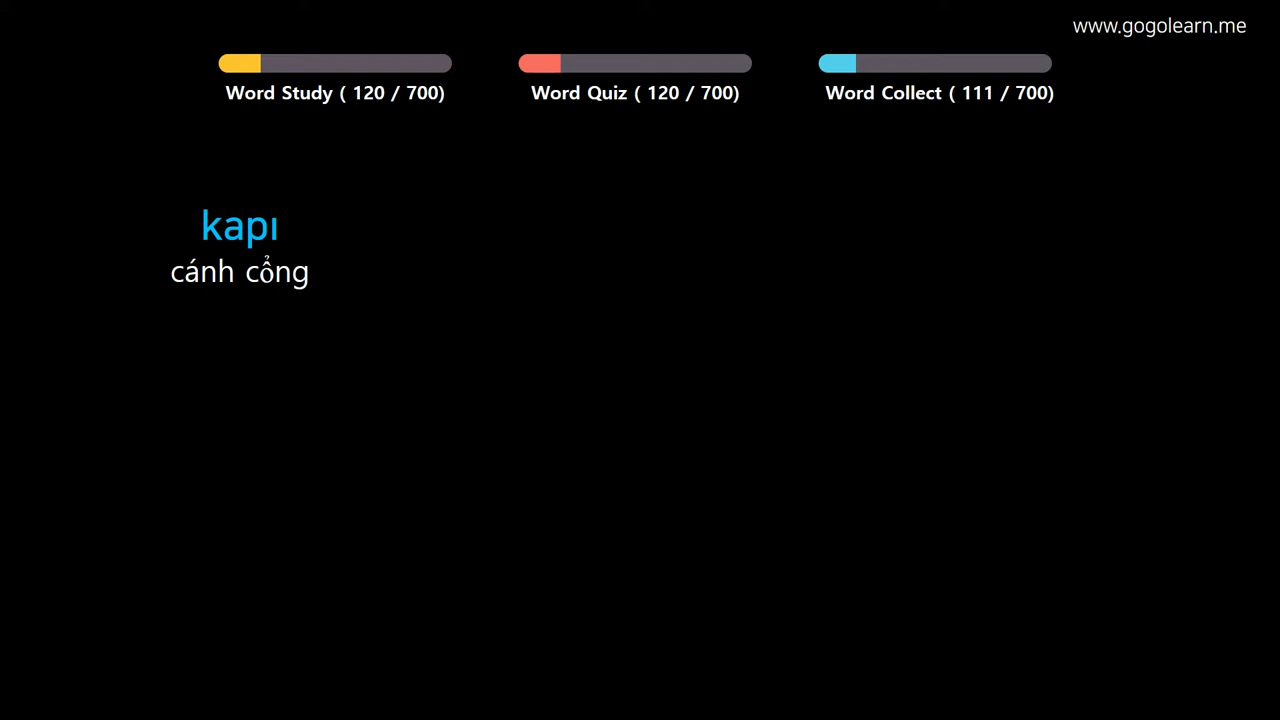 www.gogolearn.me
Word Study ( 120 / 700)
Word Quiz ( 120 / 700)
Word Collect ( 111 / 700)
kapı
cánh cổng